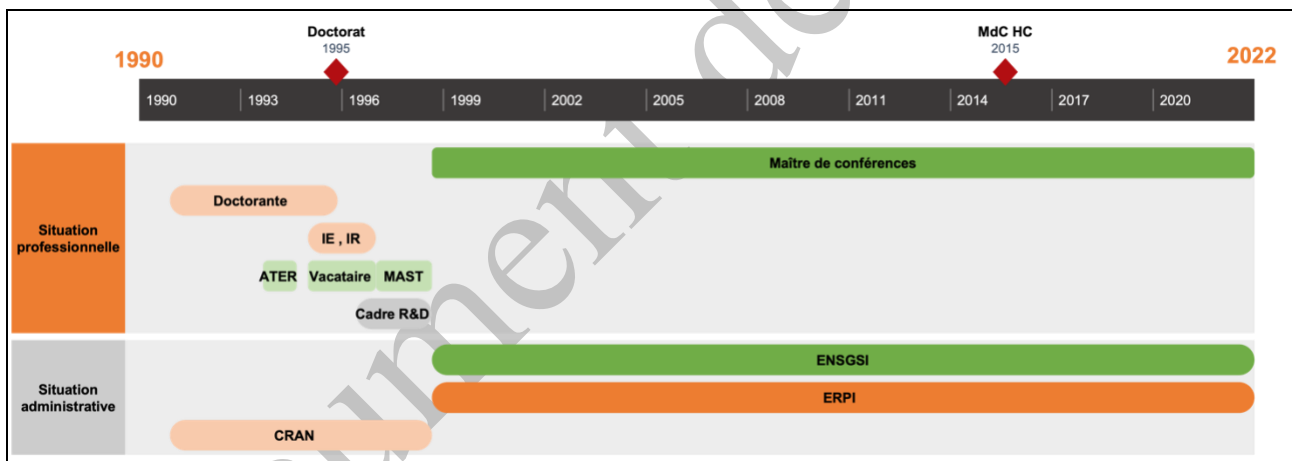 Doctorat
1995
MdC HC
2015
1990
2022
1990 1993 1996 1999 2002 2005 2008 2011 2014 2017 2020
Situation
professionnelle
Maître de conférences
Doctorante
IE , IR
ATER Vacataire MAST
Cadre R&D
Situation
administrative
ENSGSI
ERPI
CRAN